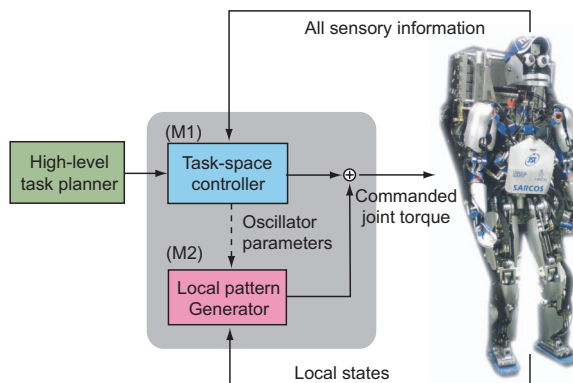 All sensory information
(M1)
High-level
task planner
Task-space
controller
Commanded
joint torque
Oscillator
parameters
(M2)
Local pattern
Generator
Local states
JST
SARCOS